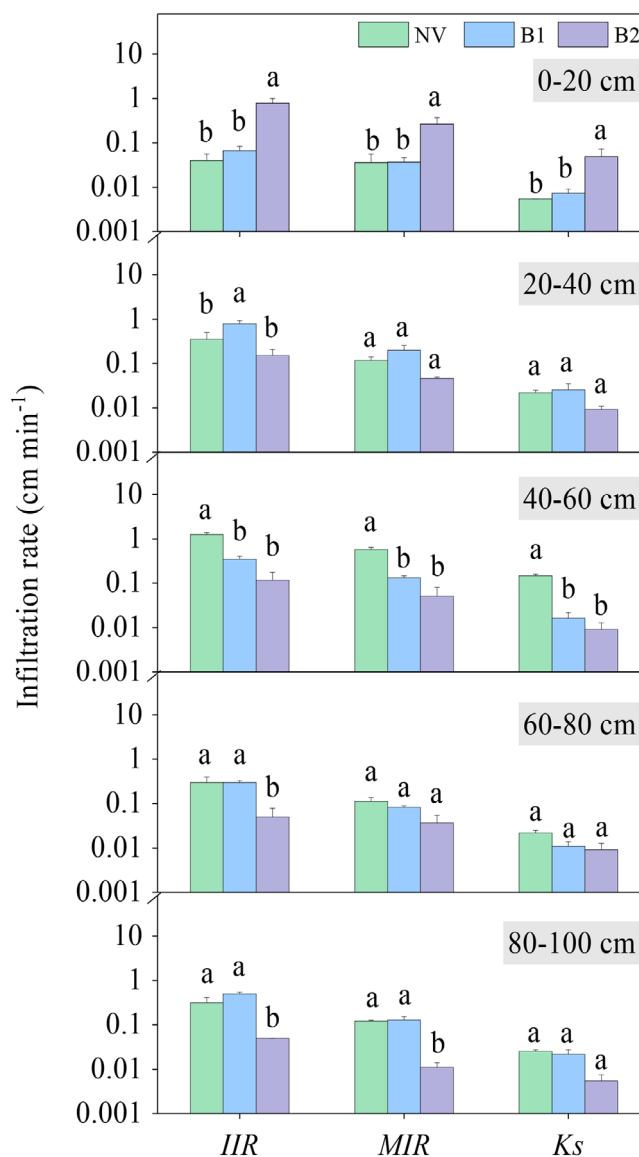 NV B1 B2
0-20 cm
10
1
0.1
0.01
0.001
b b a
b b a
b b a
20-40 cm
10
1
0.1
0.01
0.001
b a b
a a a
a a a
40-60 cm
10
1
0.1
0.01
0.001
a b b
a b b
a b b
60-80 cm
10
1
0.1
0.01
0.001
a a b
a a a
a a a
80-100 cm
10
1
0.1
0.01
0.001
a a b
a a b
a a a
IIR MIR Ks
Infiltration rate (cm min⁻¹)